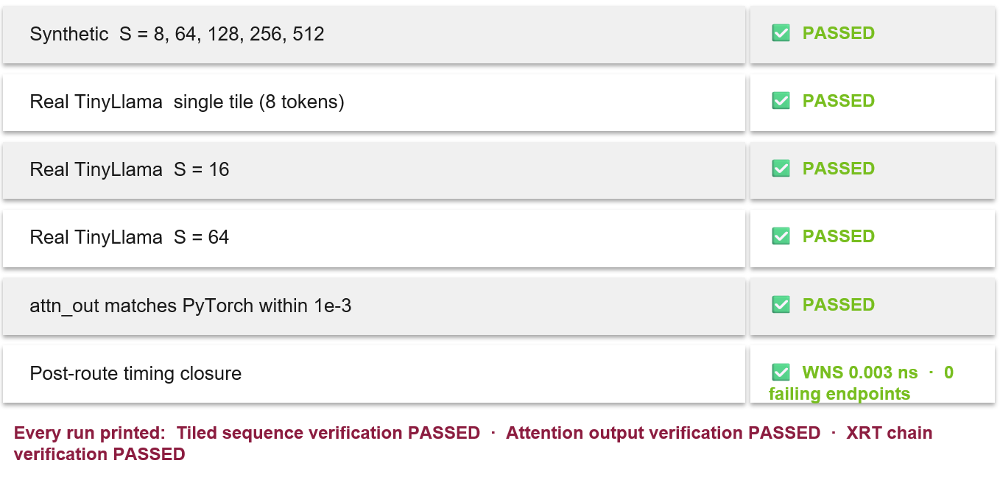 Synthetic  S = 8, 64, 128, 256, 512
✅ PASSED
Real TinyLlama  single tile (8 tokens)
✅ PASSED
Real TinyLlama  S = 16
✅ PASSED
Real TinyLlama  S = 64
✅ PASSED
attn_out matches PyTorch within 1e-3
✅ PASSED
Post-route timing closure
✅ WNS 0.003 ns  ·  0
failing endpoints
Every run printed:  Tiled sequence verification PASSED  ·  Attention output verification PASSED  ·  XRT chain
verification PASSED